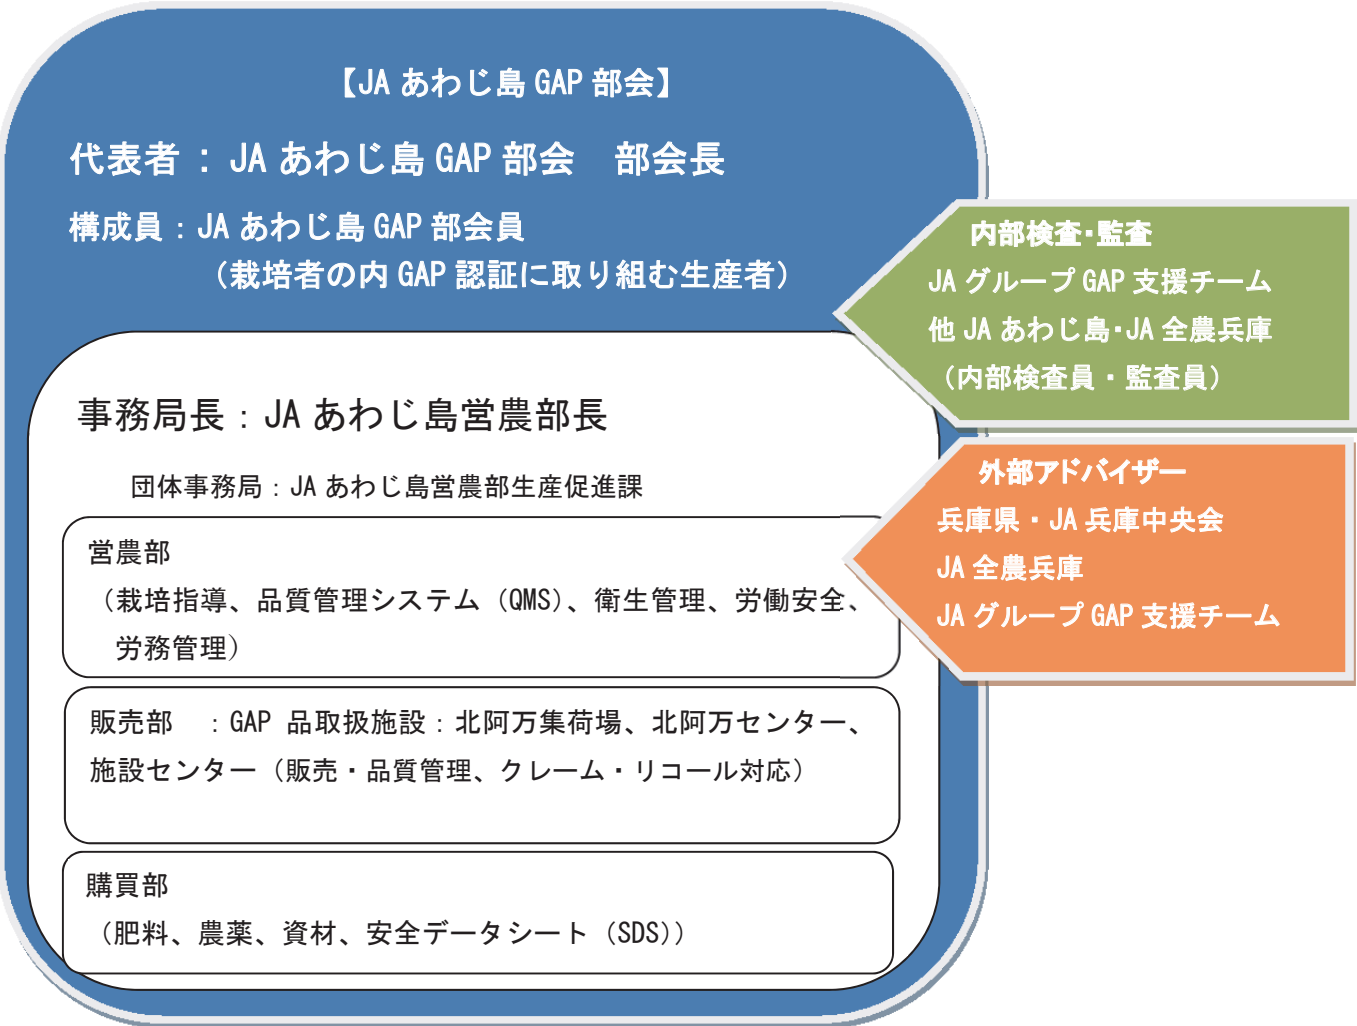 【JA あわじ島 GAP 部会】
代表者 : JA あわじ島 GAP 部会　部会長
構成員:JA あわじ島 GAP 部会員
（栽培者の内 GAP 認証に取り組む生産者）
事務局長:JA あわじ島営農部長
団体事務局:JA あわじ島営農部生産促進課
営農部
（栽培指導、品質管理システム（QMS）、衛生管理、労働安全、
労務管理）
販売部　:GAP 品取扱施設:北阿万集荷場、北阿万センター、
施設センター（販売・品質管理、クレーム・リコール対応）
購買部
（肥料、農薬、資材、安全データシート（SDS））
内部検査・監査
JA グループ GAP 支援チーム
他 JA あわじ島・JA 全農兵庫
（内部検査員・監査員）
外部アドバイザー
兵庫県・JA 兵庫中央会
JA 全農兵庫
JA グループ GAP 支援チーム